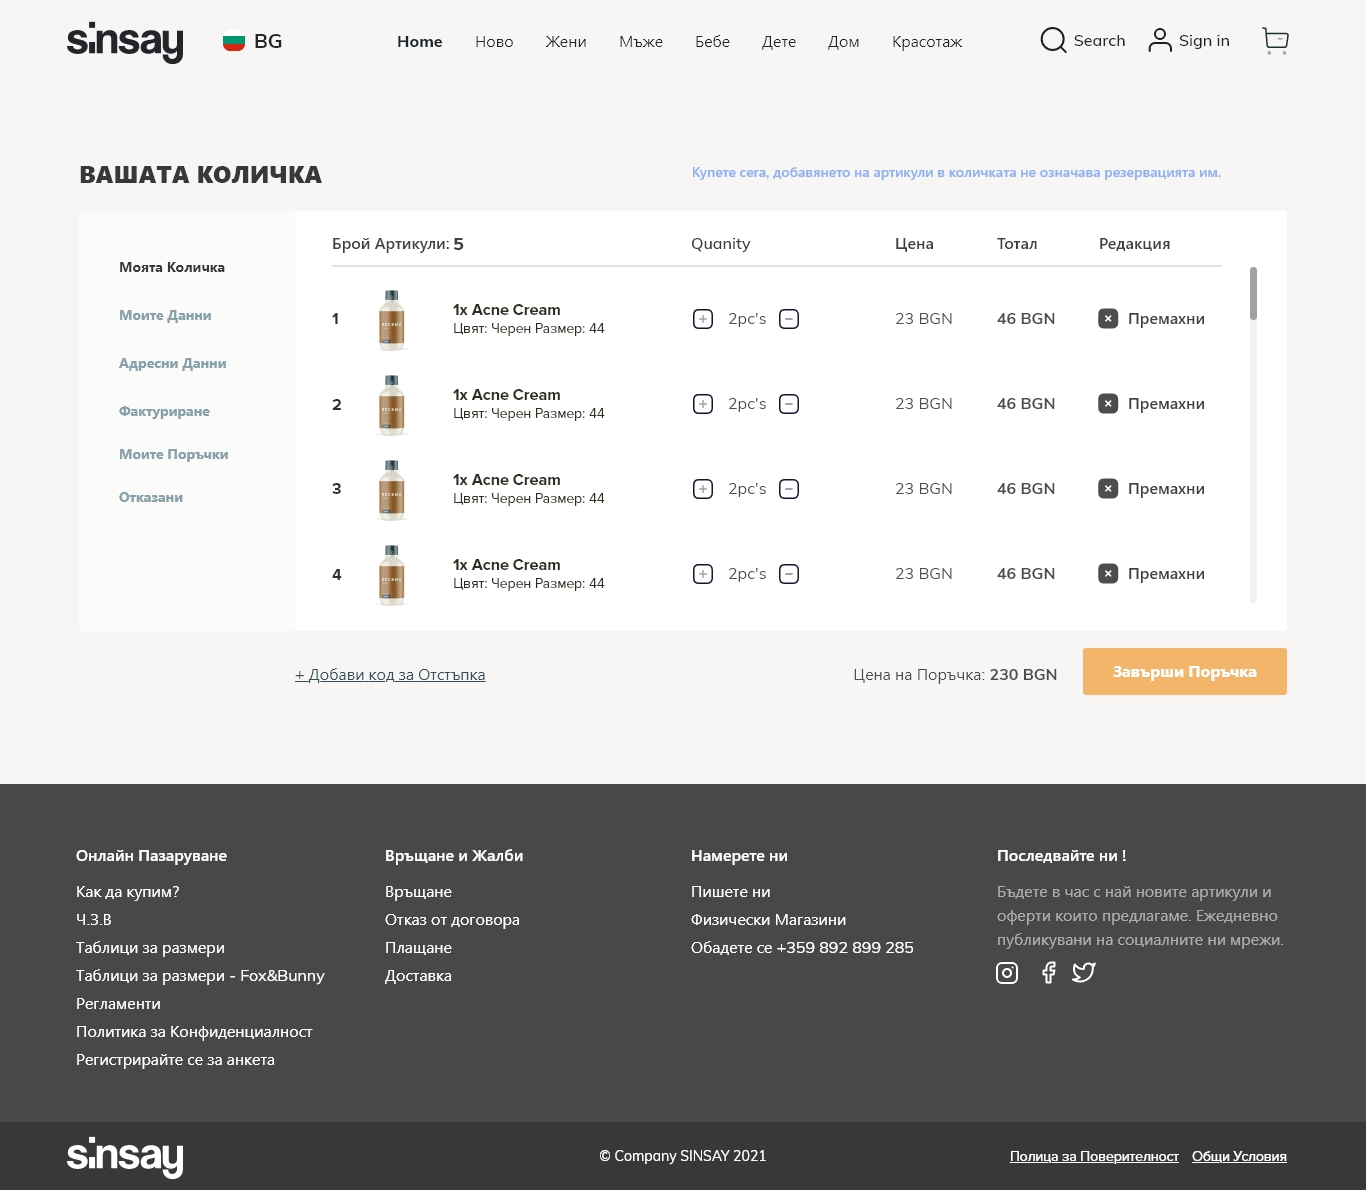 sinsay
BG
Home Ново Жени Мъже Бебе Дете Дом Красотаж
Search Sign in
ВАШАТА КОЛИЧКА
Купете сега, добавянето на артикули в количката не означава резервацията им.
Моята Количка
Моите Данни
Адресни Данни
Фактуриране
Моите Поръчки
Отказани
Брой Артикули: 5 Quanity Цена Тотал Редакция
1 1x Acne Cream 2pc's 23 BGN 46 BGN Премахни
Цвят: Черен Размер: 44
2 1x Acne Cream 2pc's 23 BGN 46 BGN Премахни
Цвят: Черен Размер: 44
3 1x Acne Cream 2pc's 23 BGN 46 BGN Премахни
Цвят: Черен Размер: 44
4 1x Acne Cream 2pc's 23 BGN 46 BGN Премахни
Цвят: Черен Размер: 44
+ Добави код за Отстъпка
Цена на Поръчка: 230 BGN
Завърши Поръчка
Онлайн Пазаруване
Как да купим?
Ч.З.В
Таблици за размери
Таблици за размери - Fox&Bunny
Регламенти
Политика за Конфиденциалност
Регистрирайте се за анкета
Връщане и Жалби
Връщане
Отказ от договора
Плащане
Доставка
Намерете ни
Пишете ни
Физически Магазини
Обадете се +359 892 899 285
Последвайте ни !
Бъдете в час с най новите артикули и
оферти които предлагаме. Ежедневно
публикувани на социалните ни мрежи.
sinsay
© Company SINSAY 2021
Полица за Поверителност Общи Условия